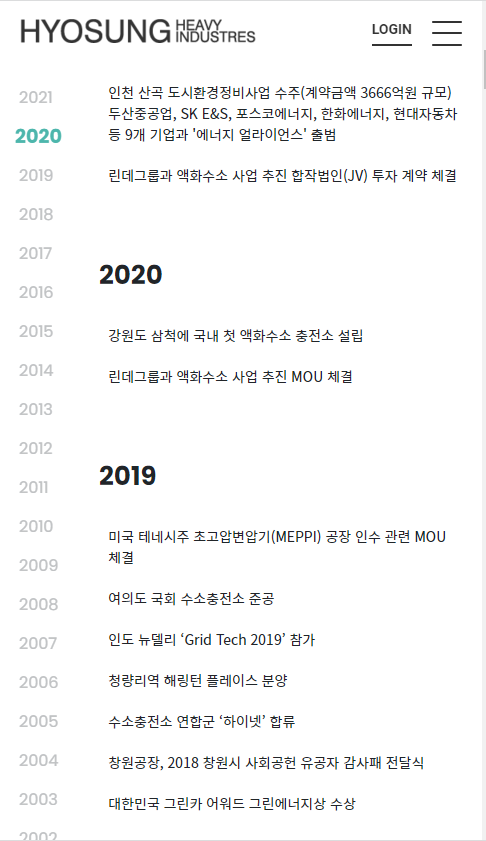 HYOSUNG HEAVY INDUSTRES
LOGIN
2021
2020
2019
2018
2017
2016
2015
2014
2013
2012
2011
2010
2009
2008
2007
2006
2005
2004
2003
2002
인천 산곡 도시환경정비사업 수주(계약금액 3666억원 규모)
두산중공업, SK E&S, 포스코에너지, 한화에너지, 현대자동차
등 9개 기업과 '에너지 얼라이언스' 출범
린데그룹과 액화수소 사업 추진 합작법인(JV) 투자 계약 체결
2020
강원도 삼척에 국내 첫 액화수소 충전소 설립
린데그룹과 액화수소 사업 추진 MOU 체결
2019
미국 테네시주 초고압변압기(MEPPI) 공장 인수 관련 MOU
체결
여의도 국회 수소충전소 준공
인도 뉴델리 ‘Grid Tech 2019’ 참가
청량리역 해링턴 플레이스 분양
수소충전소 연합군 ‘하이넷’ 합류
창원공장, 2018 창원시 사회공헌 유공자 감사패 전달식
대한민국 그린카 어워드 그린에너지상 수상